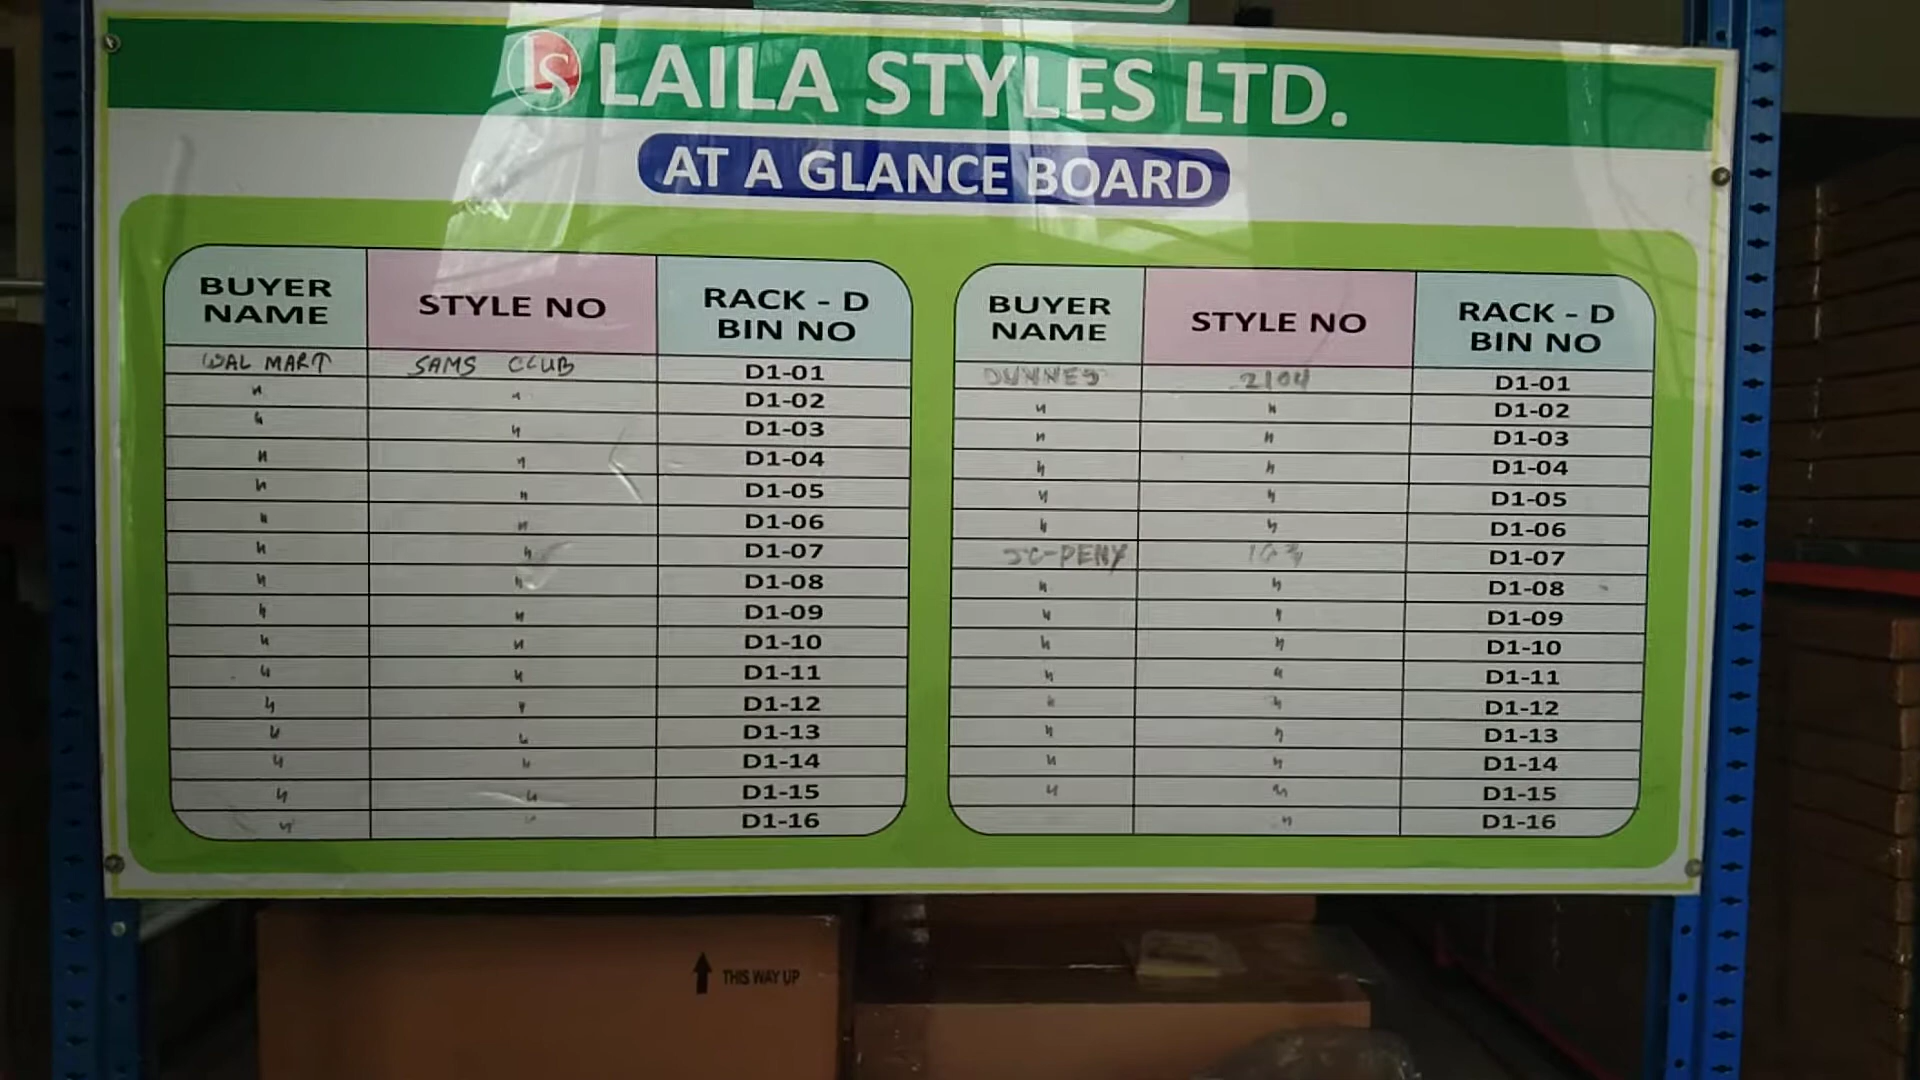 LS LAILA STYLES LTD.
AT A GLANCE BOARD
BUYER NAME STYLE NO RACK - D BIN NO
WAL MART SAMS CLUB D1-01
" " D1-02
" " D1-03
" " D1-04
" " D1-05
" " D1-06
" " D1-07
" " D1-08
" " D1-09
" " D1-10
" " D1-11
" " D1-12
" " D1-13
" " D1-14
" " D1-15
" " D1-16
BUYER NAME STYLE NO RACK - D BIN NO
DUNNES 2104 D1-01
" " D1-02
" " D1-03
" " D1-04
" " D1-05
" " D1-06
JC-PENY D1-07
" " D1-08
" " D1-09
" " D1-10
" " D1-11
" " D1-12
" " D1-13
" " D1-14
" " D1-15
" D1-16
THIS WAY UP